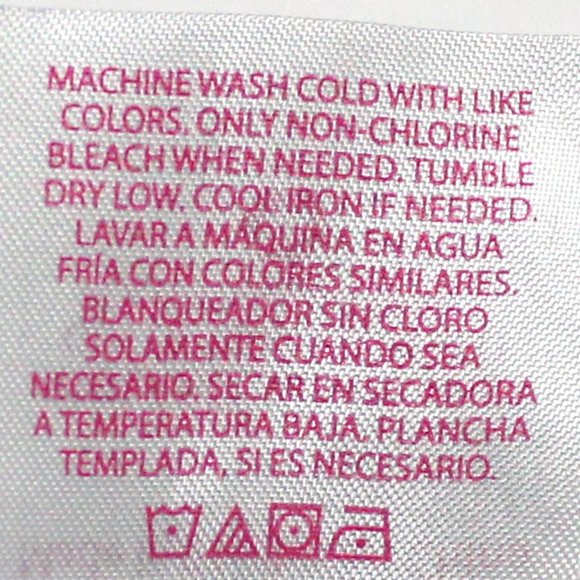 MACHINE WASH COLD WITH LIKE
COLORS. ONLY NON-CHLORINE
BLEACH WHEN NEEDED. TUMBLE
DRY LOW. COOL IRON IF NEEDED.
LAVAR A MÁQUINA EN AGUA
FRÍA CON COLORES SIMILARES.
BLANQUEADOR SIN CLORO
SOLAMENTE CUANDO SEA
NECESARIO. SECAR EN SECADORA
A TEMPERATURA BAJA. PLANCHA
TEMPLADA, SI ES NECESARIO.